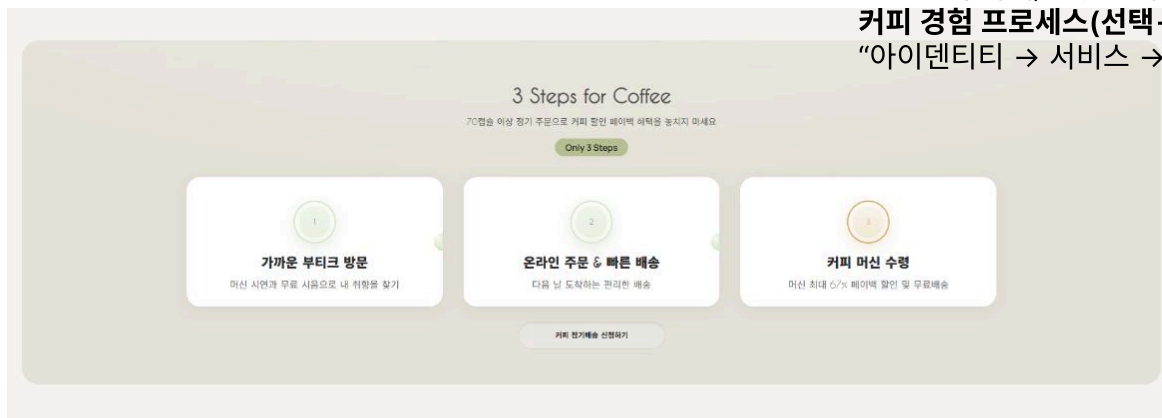 커피 경험 프로세스(선택
“아이덴티티 → 서비스 →
3 Steps for Coffee
70캡슐 이상 정기 주문으로 커피 할인 페이백 혜택을 놓치지 마세요
Only 3 Steps
1
2
3
가까운 부티크 방문
온라인 주문 & 빠른 배송
커피 머신 수령
머신 시연과 무료 시음으로 내 취향을 찾기
다음 날 도착하는 편리한 배송
머신 최대 67% 페이백 할인 및 무료배송
커피 정기배송 신청하기